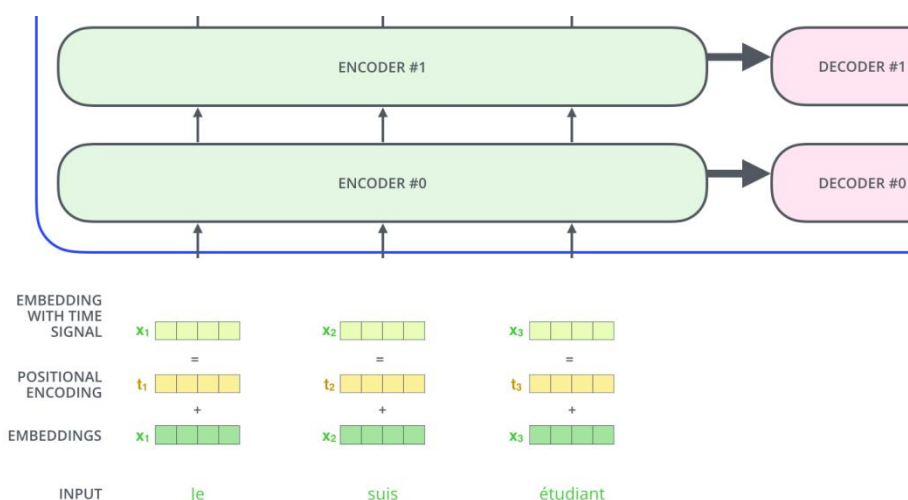 ENCODER #1 DECODER #1
ENCODER #0 DECODER #0
EMBEDDING
WITH TIME
SIGNAL
x₁ x₂ x₃
= = =
POSITIONAL
ENCODING
t₁ t₂ t₃
+ + +
EMBEDDINGS x₁ x₂ x₃
INPUT Je suis étudiant